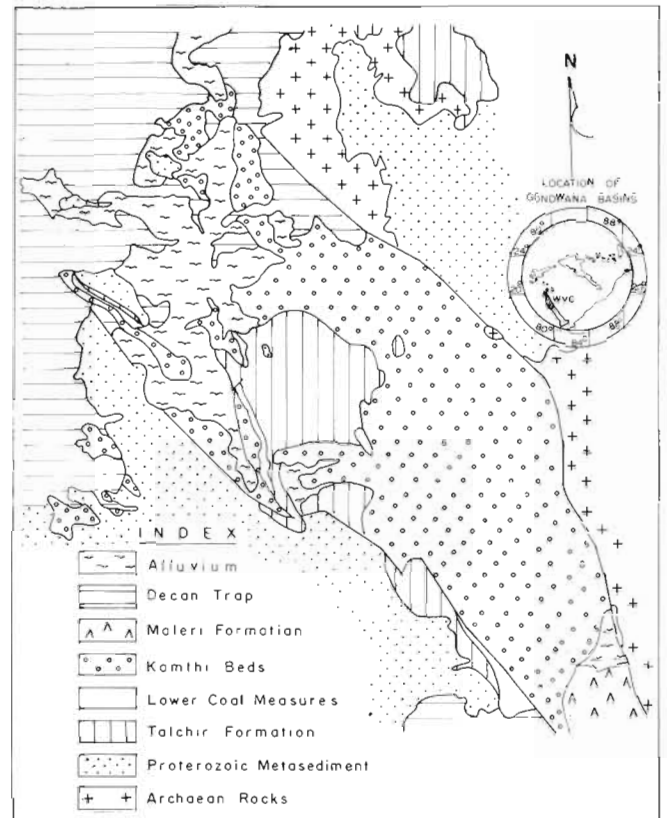 N
LOCATION OF
GONDWANA BASINS
WVC
INDEX
Alluvium
Decan Trap
Maleri Formation
Kamthi Beds
Lower Coal Measures
Talchir Formation
Proterozoic Metasediment
Archaean Rocks